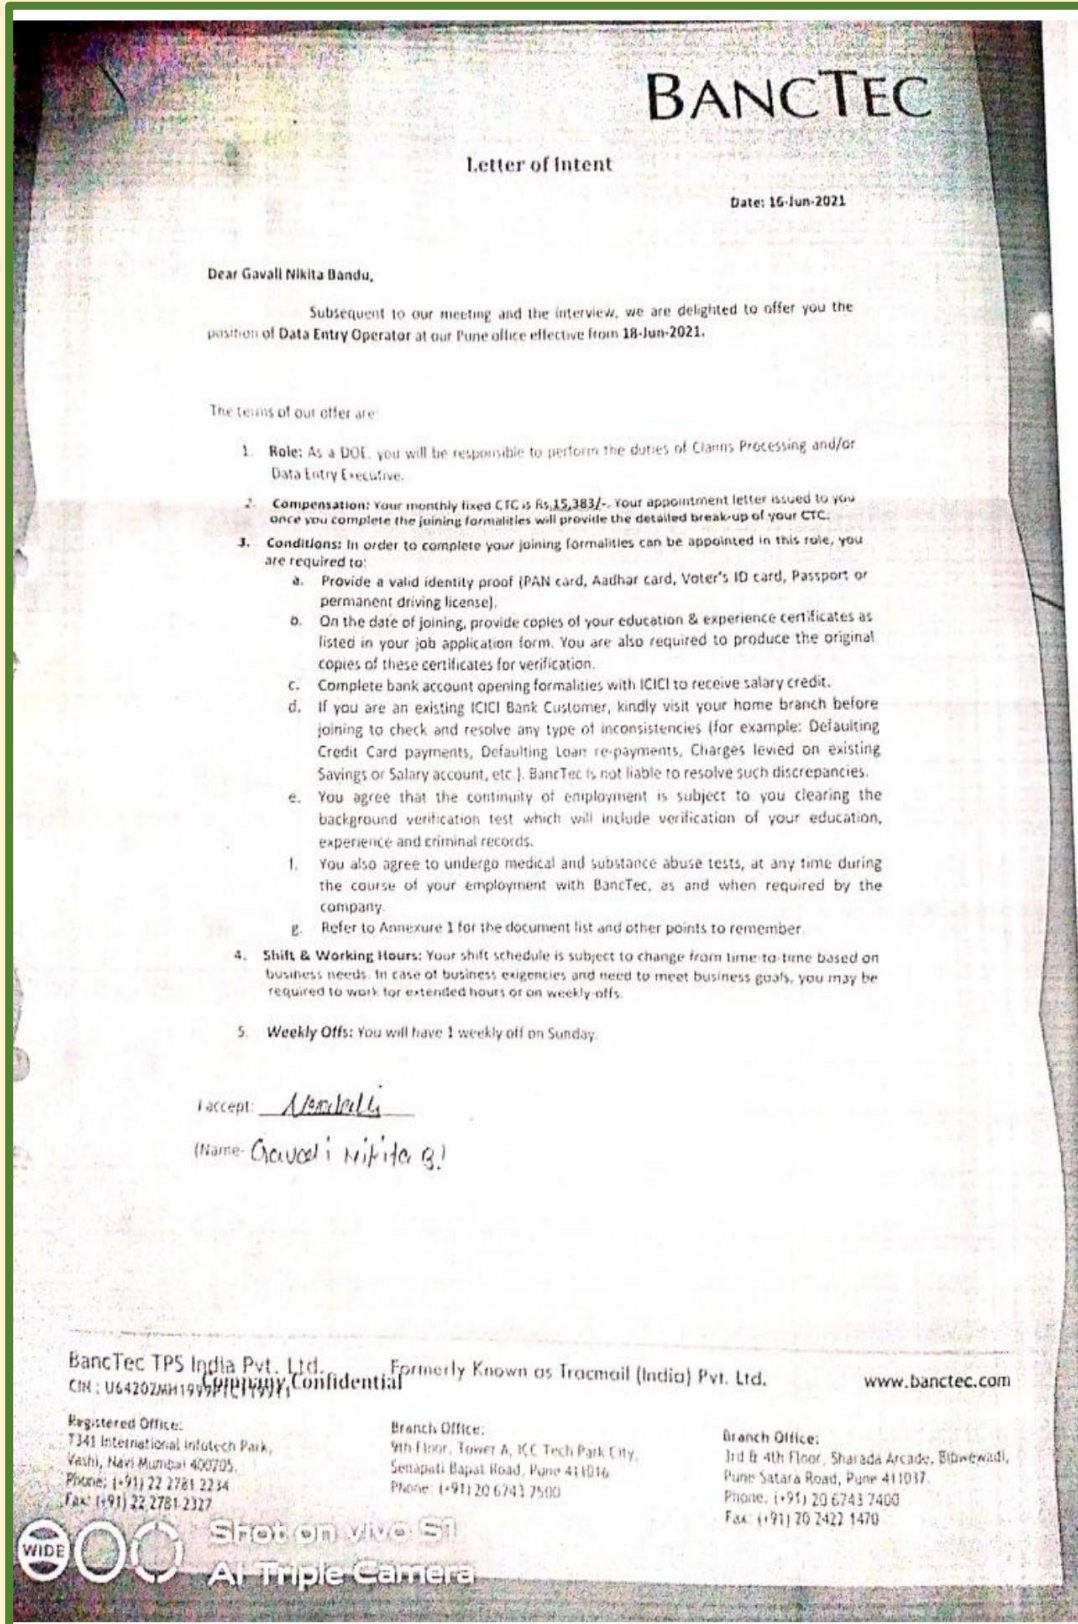 BANCTEC
Letter of Intent
Date: 16-Jun-2021
Dear Gavali Nikita Bandu,
Subsequent to our meeting and the interview, we are delighted to offer you the
position of Data Entry Operator at our Pune office effective from 18-Jun-2021.
The terms of our offer are
1. Role: As a DOE, you will be responsible to perform the duties of Claims Processing and/or
Data Entry Executive.
2. Compensation: Your monthly fixed CTC is Rs.15,383/-. Your appointment letter issued to you
once you complete the joining formalities will provide the detailed break-up of your CTC.
3. Conditions: In order to complete your joining formalities can be appointed in this role, you
are required to:
a. Provide a valid identity proof (PAN card, Aadhar card, Voter's ID card, Passport or
permanent driving license).
b. On the date of joining, provide copies of your education & experience certificates as
listed in your job application form. You are also required to produce the original
copies of these certificates for verification.
c. Complete bank account opening formalities with ICICI to receive salary credit.
d. If you are an existing ICICI Bank Customer, kindly visit your home branch before
joining to check and resolve any type of inconsistencies (for example: Defaulting
Credit Card payments, Defaulting Loan re-payments, Charges levied on existing
Savings or Salary account, etc.). BancTec is not liable to resolve such discrepancies.
e. You agree that the continuity of employment is subject to you clearing the
background verification test which will include verification of your education,
experience and criminal records.
f. You also agree to undergo medical and substance abuse tests, at any time during
the course of your employment with BancTec, as and when required by the
company.
g. Refer to Annexure 1 for the document list and other points to remember.
4. Shift & Working Hours: Your shift schedule is subject to change from time-to-time based on
business needs. In case of business exigencies and need to meet business goals, you may be
required to work for extended hours or on weekly-offs.
5. Weekly Offs: You will have 1 weekly off on Sunday.
I accept:
(Name- Gavali Nikita B.)
BancTec TPS India Pvt. Ltd. Formerly Known as Tracmail (India) Pvt. Ltd. www.banctec.com
Company Confidential
CIN :
Registered Office:
7341 International Infotech Park,
Vashi, Navi Mumbai 400705.
Phone: (+91) 22 2781 2234
Fax: (+91) 22 2781 2327
Branch Office:
9th Floor, Tower A, ICC Tech Park City,
Senapati Bapat Road, Pune 411016
Phone: (+91) 20 6743 7500
Branch Office:
3rd & 4th Floor, Sharada Arcade, Bibwewadi,
Pune Satara Road, Pune 411037.
Phone: (+91) 20 6743 7400
Fax: (+91) 20 2422 1470
WIDE
Shot on vivo S1
AI Triple Camera